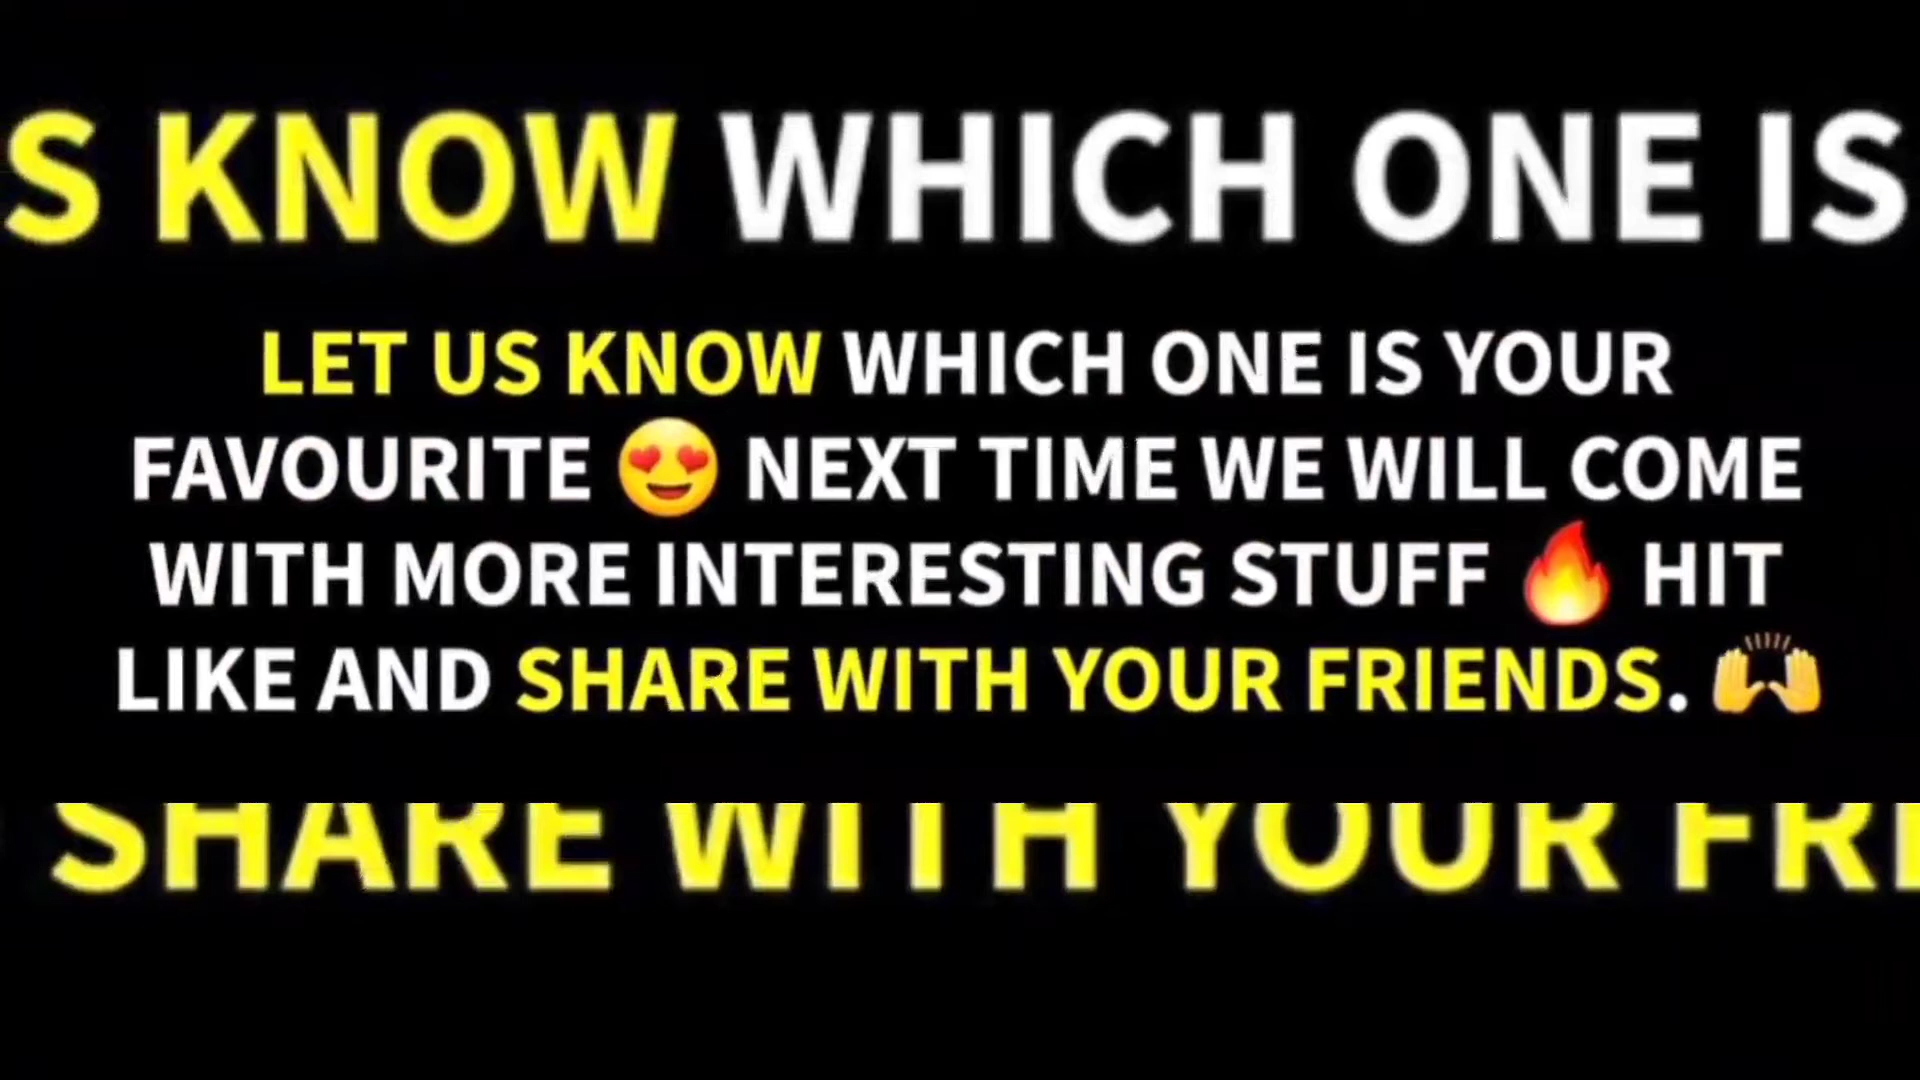 S KNOW WHICH ONE IS
LET US KNOW WHICH ONE IS YOUR
FAVOURITE 😍 NEXT TIME WE WILL COME
WITH MORE INTERESTING STUFF 🔥 HIT
LIKE AND SHARE WITH YOUR FRIENDS. 🙌
SHARE WITH YOUR FRI